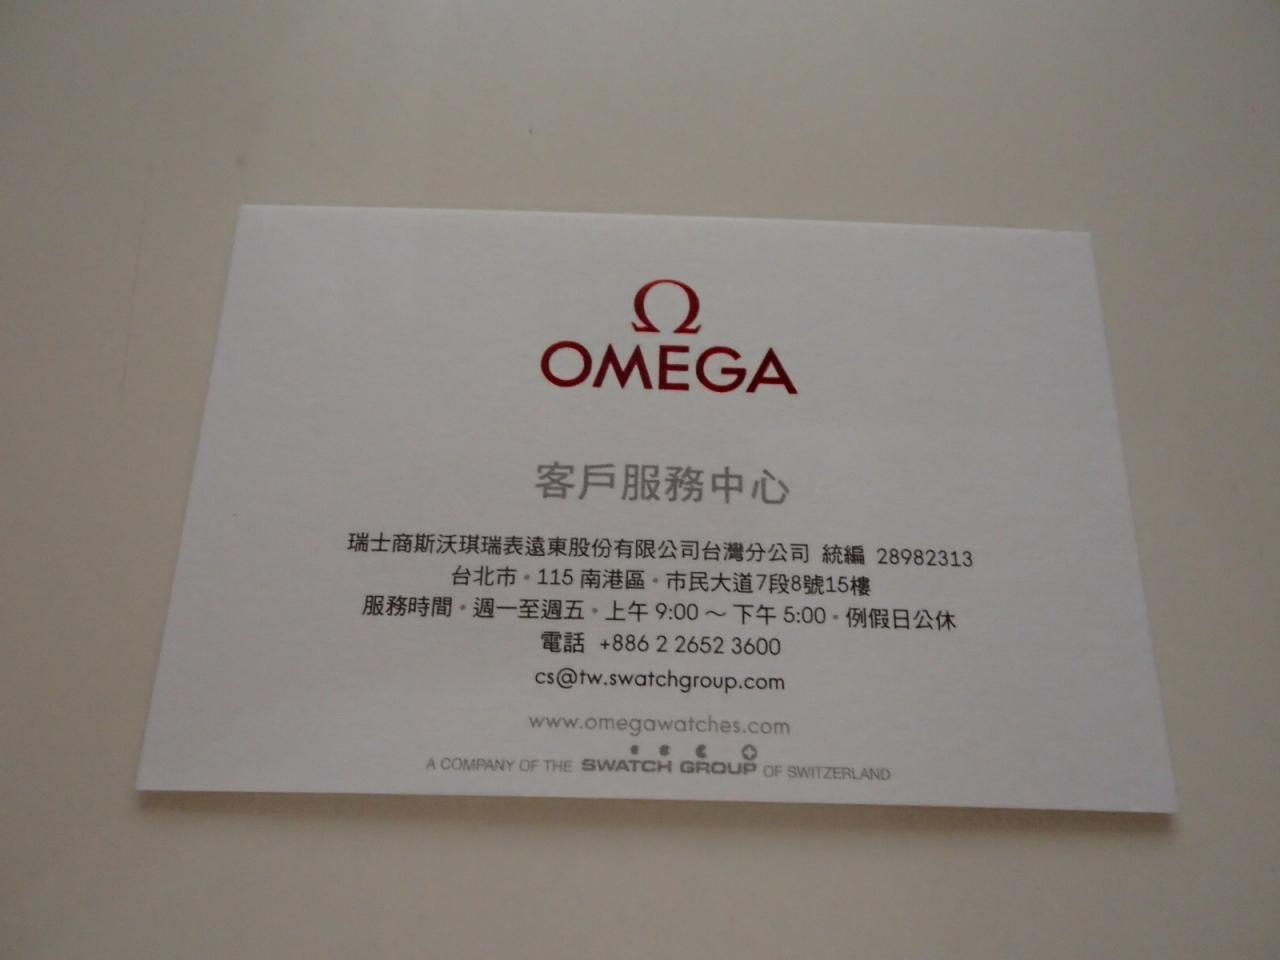 Ω
OMEGA
客戶服務中心
瑞士商斯沃琪瑞表遠東股份有限公司台灣分公司 統編 28982313
台北市・115 南港區・市民大道7段8號15樓
服務時間・週一至週五・上午 9:00 ～ 下午 5:00・例假日公休
電話 +886 2 2652 3600
cs@tw.swatchgroup.com
www.omegawatches.com
A COMPANY OF THE SWATCH GROUP OF SWITZERLAND